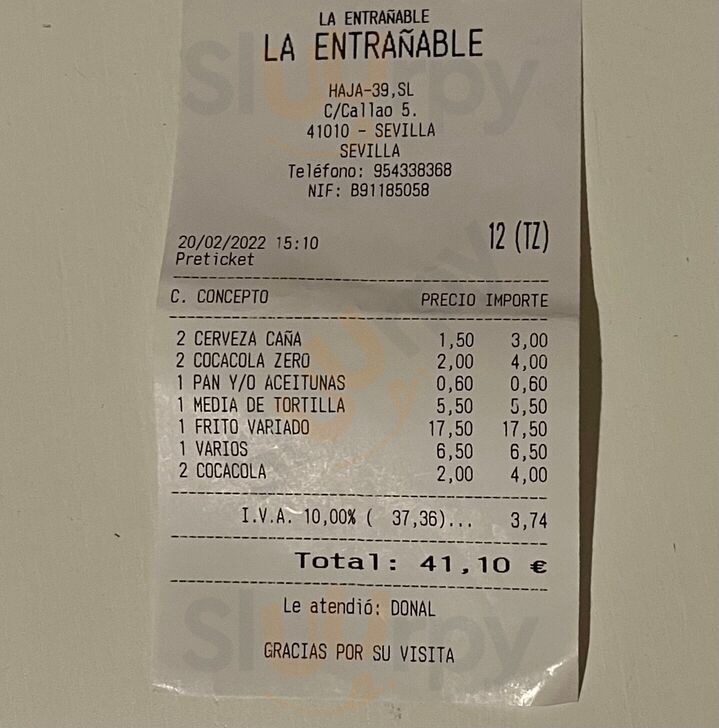 LA ENTRAÑABLE
LA ENTRAÑABLE
HAJA-39,SL
C/Callao 5.
41010 - SEVILLA
SEVILLA
Teléfono: 954338368
NIF: B91185058
12 (TZ)
20/02/2022 15:10
Preticket
C. CONCEPTO PRECIO IMPORTE
2 CERVEZA CAÑA 1,50 3,00
2 COCACOLA ZERO 2,00 4,00
1 PAN Y/O ACEITUNAS 0,60 0,60
1 MEDIA DE TORTILLA 5,50 5,50
1 FRITO VARIADO 17,50 17,50
1 VARIOS 6,50 6,50
2 COCACOLA 2,00 4,00
I.V.A. 10,00% ( 37,36)... 3,74
Total: 41,10 €
Le atendió: DONAL
GRACIAS POR SU VISITA
Sluurpy
Sluurpy
Sluurpy